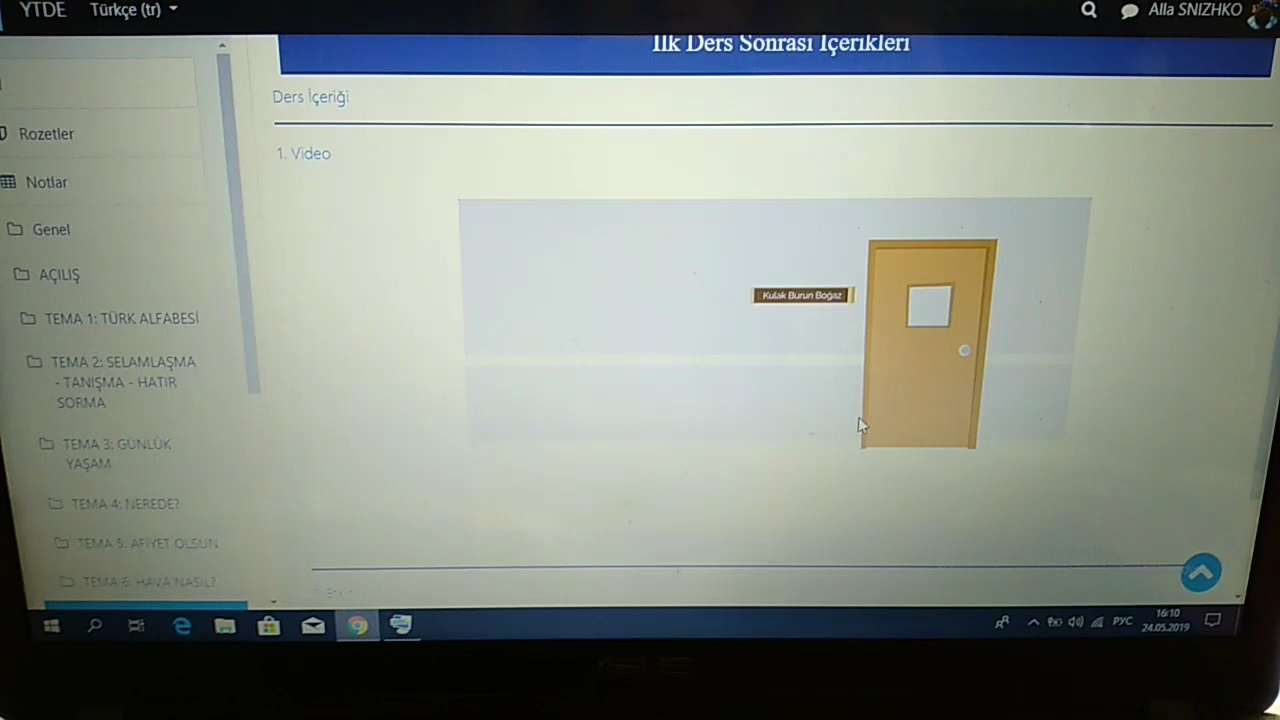 YTDE Türkçe (tr) Alla SNIZHKO
İlk Ders Sonrası İçerikleri
Ders İçeriği
1. Video
Kulak Burun Boğaz
Rozetler
Notlar
Genel
AÇILIŞ
TEMA 1: TÜRK ALFABESİ
TEMA 2: SELAMLAŞMA
- TANIŞMA - HATIR
SORMA
TEMA 3: GÜNLÜK
YAŞAM
TEMA 4: NEREDE?
TEMA 5: AFİYET OLSUN
TEMA 6: HAVA NASIL?
РУС
16:10
24.05.2019